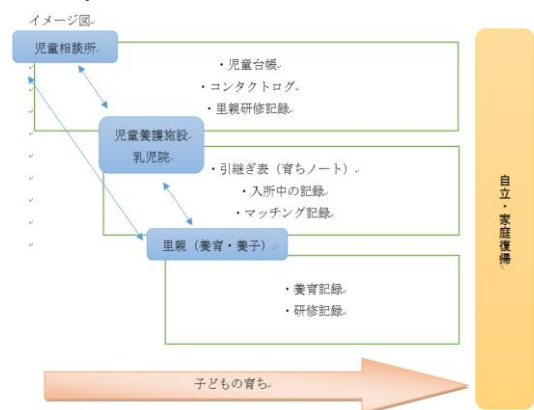 イメージ図
児童相談所
・児童台帳
・コンタクトログ
・里親研修記録
児童養護施設
乳児院
・引継ぎ表（育ちノート）
・入所中の記録
・マッチング記録
里親（養育・養子）
・養育記録
・研修記録
自立・家庭復帰
子どもの育ち